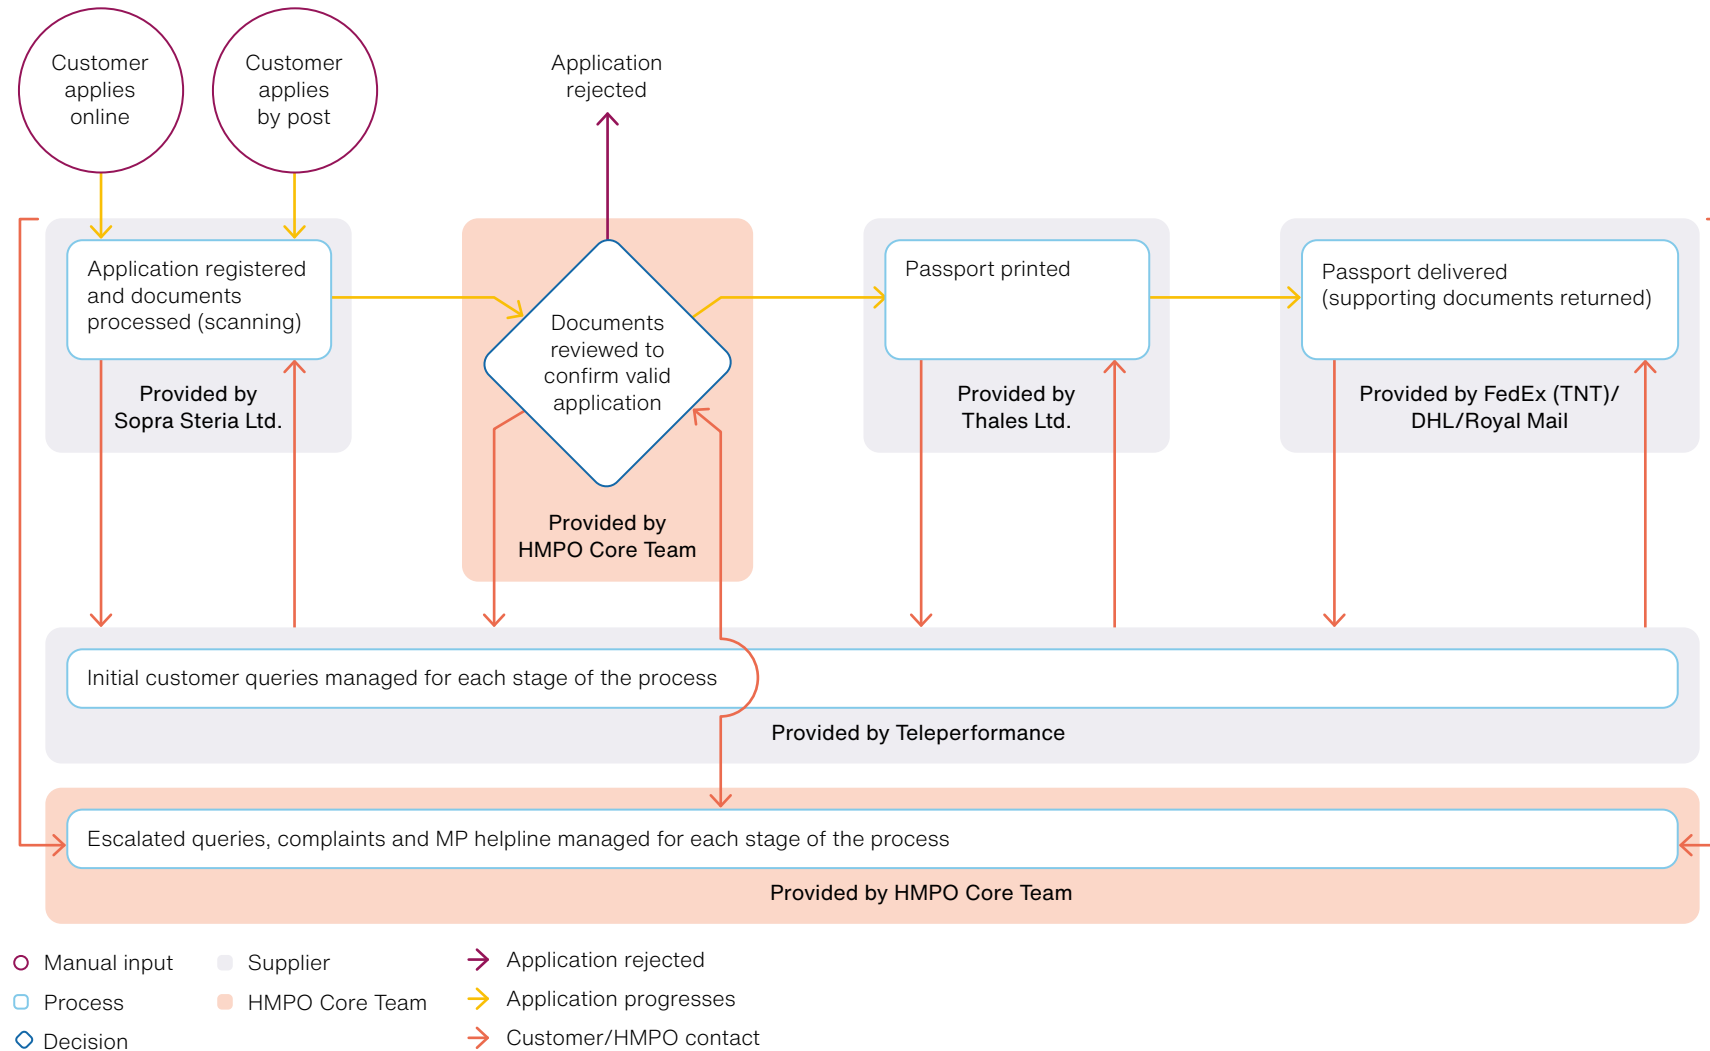 Customer
applies
online
Customer
applies
by post
Application
rejected
Application registered
and documents
processed (scanning)
Provided by
Sopra Steria Ltd.
Documents
reviewed to
confirm valid
application
Provided by
HMPO Core Team
Passport printed
Provided by
Thales Ltd.
Passport delivered
(supporting documents returned)
Provided by FedEx (TNT)/
DHL/Royal Mail
Initial customer queries managed for each stage of the process
Provided by Teleperformance
Escalated queries, complaints and MP helpline managed for each stage of the process
Provided by HMPO Core Team
Manual input
Process
Decision
Supplier
HMPO Core Team
Application rejected
Application progresses
Customer/HMPO contact